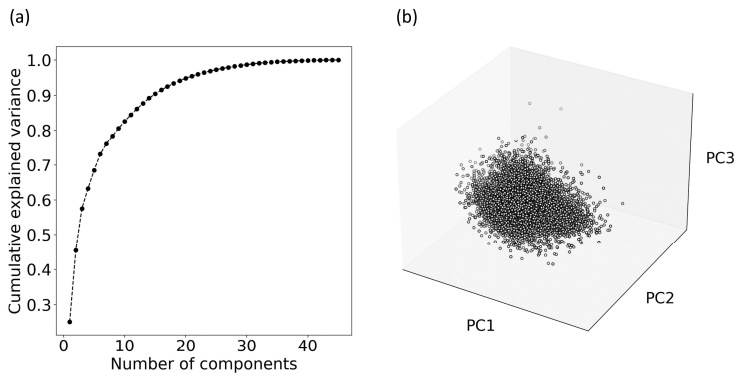 (a)
(b)
1.0
0.9
0.8
0.7
0.6
0.5
0.4
0.3
Cumulative explained variance
0
10
20
30
40
Number of components
PC1
PC2
PC3